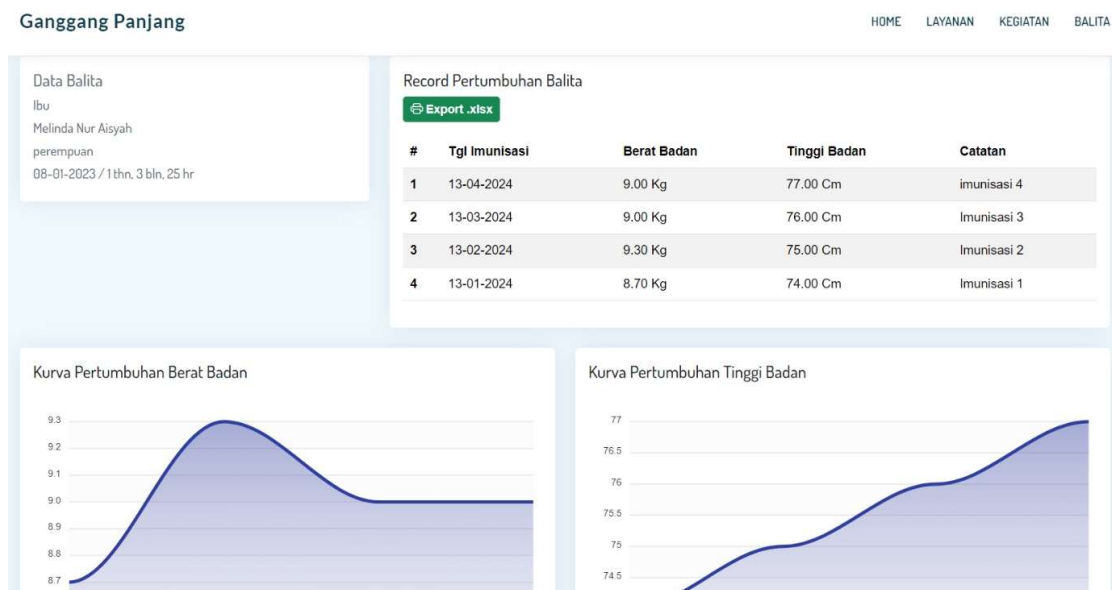 Ganggang Panjang
HOME LAYANAN KEGIATAN BALITA
Data Balita
Ibu
Melinda Nur Aisyah
perempuan
08-01-2023 / 1 thn, 3 bln, 25 hr
Record Pertumbuhan Balita
Export .xlsx
# Tgl Imunisasi Berat Badan Tinggi Badan Catatan
1 13-04-2024 9.00 Kg 77.00 Cm imunisasi 4
2 13-03-2024 9.00 Kg 76.00 Cm Imunisasi 3
3 13-02-2024 9.30 Kg 75.00 Cm Imunisasi 2
4 13-01-2024 8.70 Kg 74.00 Cm Imunisasi 1
Kurva Pertumbuhan Berat Badan
9.3
9.2
9.1
9.0
8.9
8.8
8.7
Kurva Pertumbuhan Tinggi Badan
77
76.5
76
75.5
75
74.5